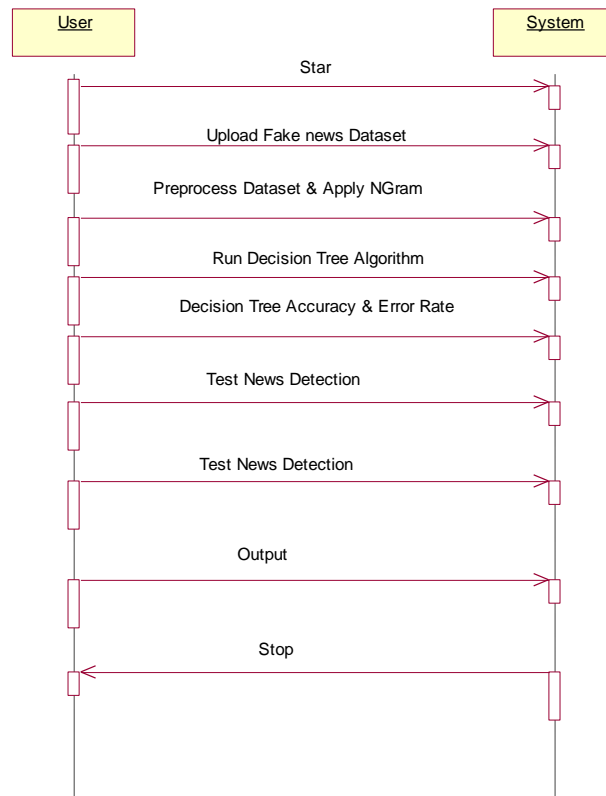 User
System
Star
Upload Fake news Dataset
Preprocess Dataset & Apply NGram
Run Decision Tree Algorithm
Decision Tree Accuracy & Error Rate
Test News Detection
Test News Detection
Output
Stop